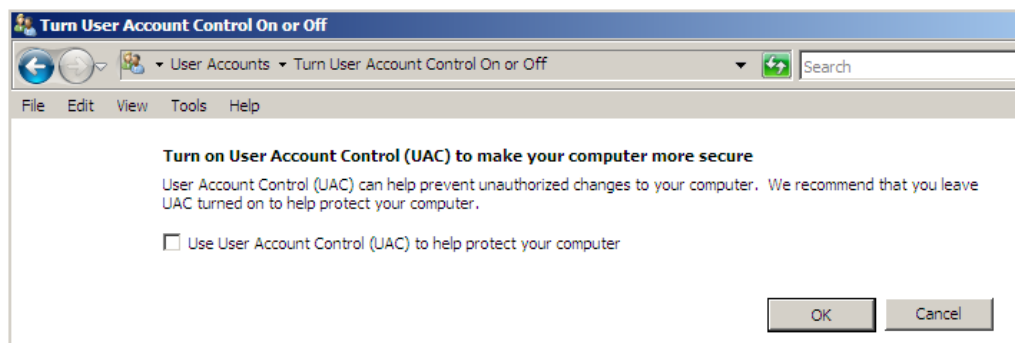 Turn User Account Control On or Off
User Accounts Turn User Account Control On or Off Search
File Edit View Tools Help
Turn on User Account Control (UAC) to make your computer more secure
User Account Control (UAC) can help prevent unauthorized changes to your computer. We recommend that you leave
UAC turned on to help protect your computer.
Use User Account Control (UAC) to help protect your computer
OK Cancel